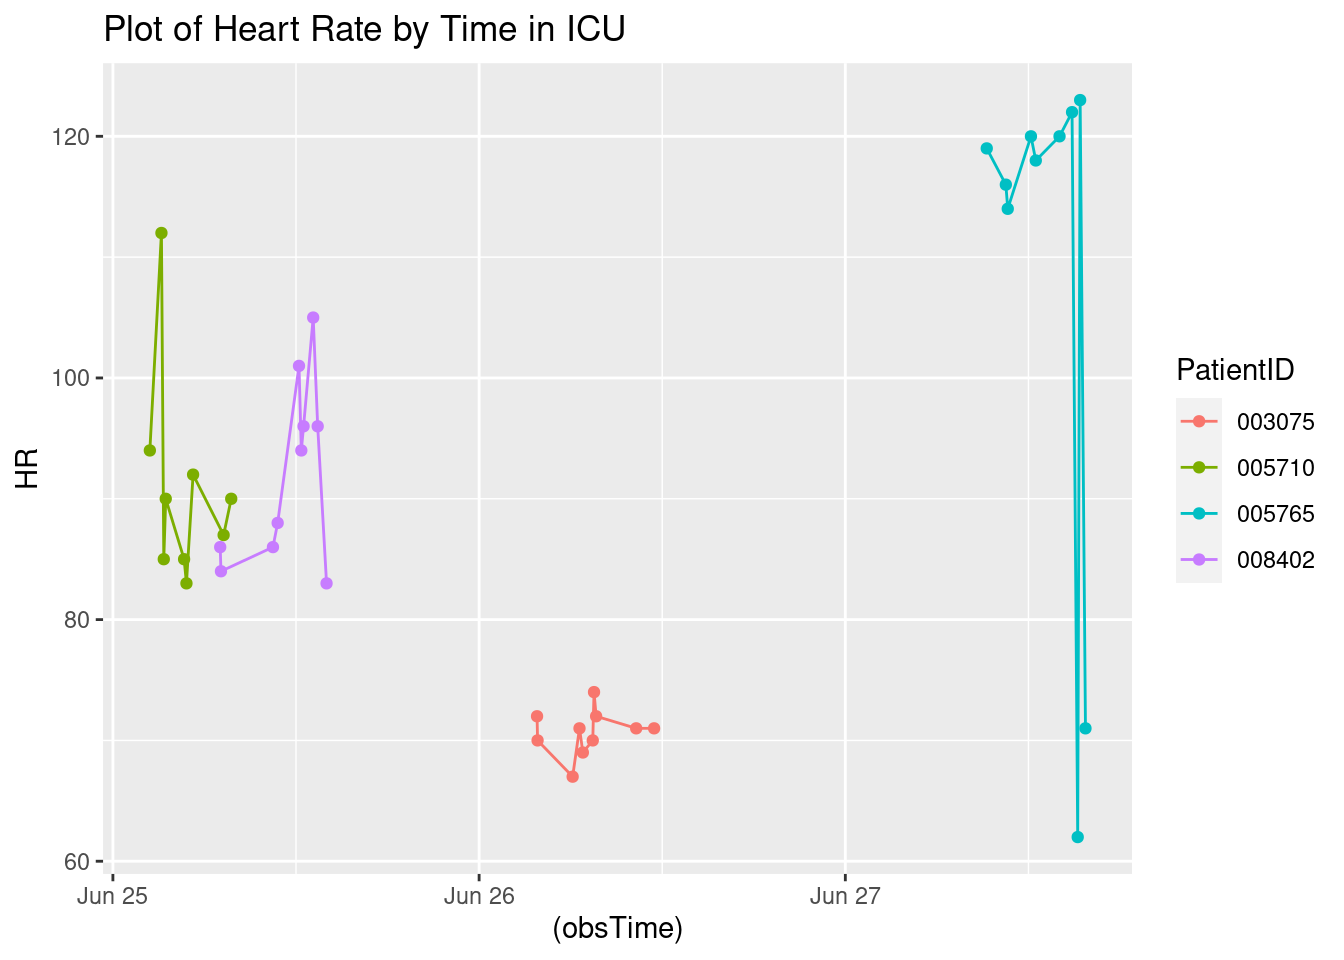 Plot of Heart Rate by Time in ICU
120
100
80
60
HR
Jun 25
Jun 26
Jun 27
(obsTime)
PatientID
003075
005710
005765
008402